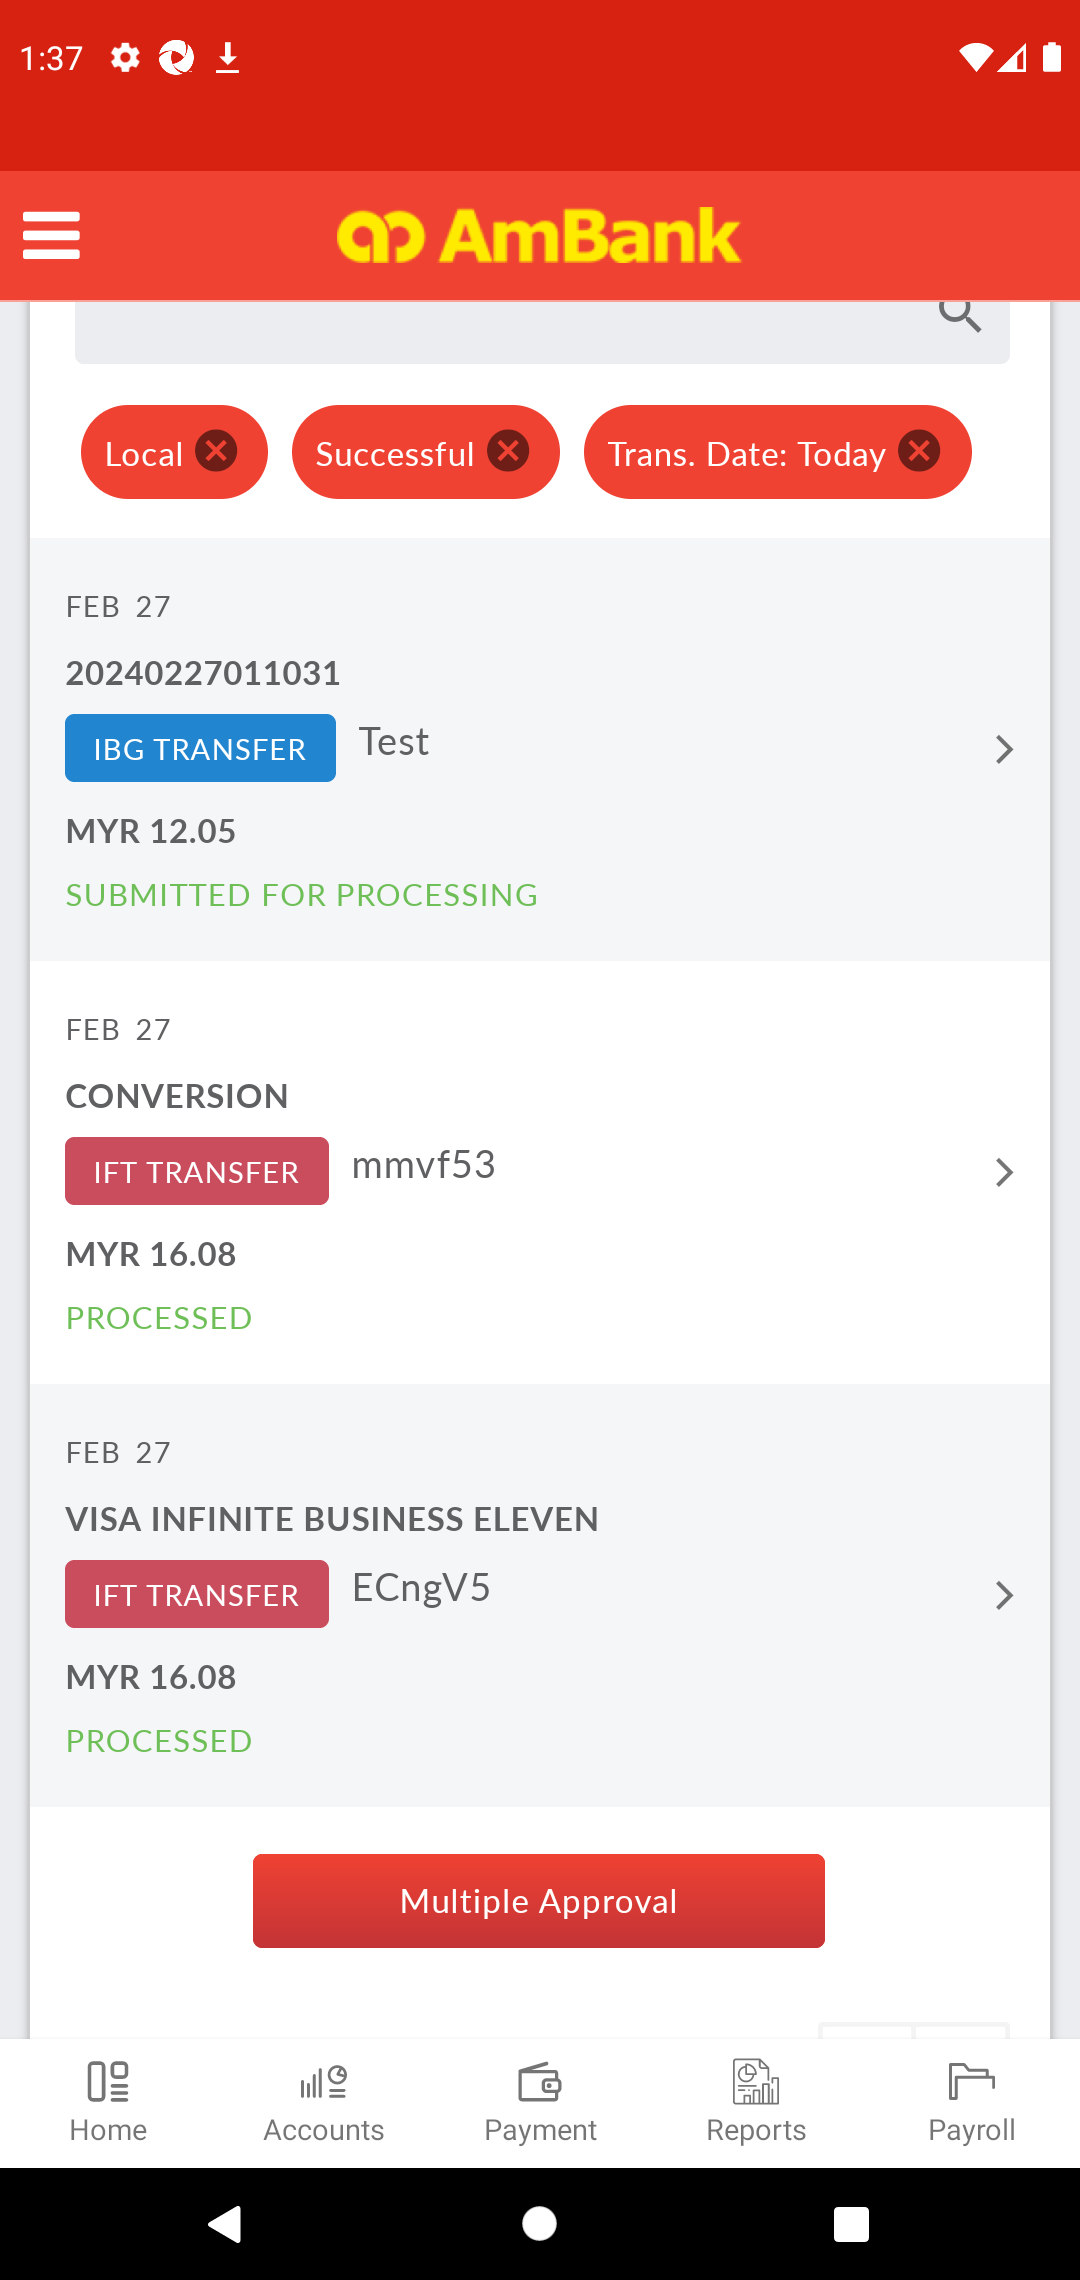 1:37
AmBank
Local
Successful
Trans. Date: Today
FEB 27
20240227011031
IBG TRANSFER Test
MYR 12.05
SUBMITTED FOR PROCESSING
FEB 27
CONVERSION
IFT TRANSFER mmvf53
MYR 16.08
PROCESSED
FEB 27
VISA INFINITE BUSINESS ELEVEN
IFT TRANSFER ECngV5
MYR 16.08
PROCESSED
Multiple Approval
Home Accounts Payment Reports Payroll